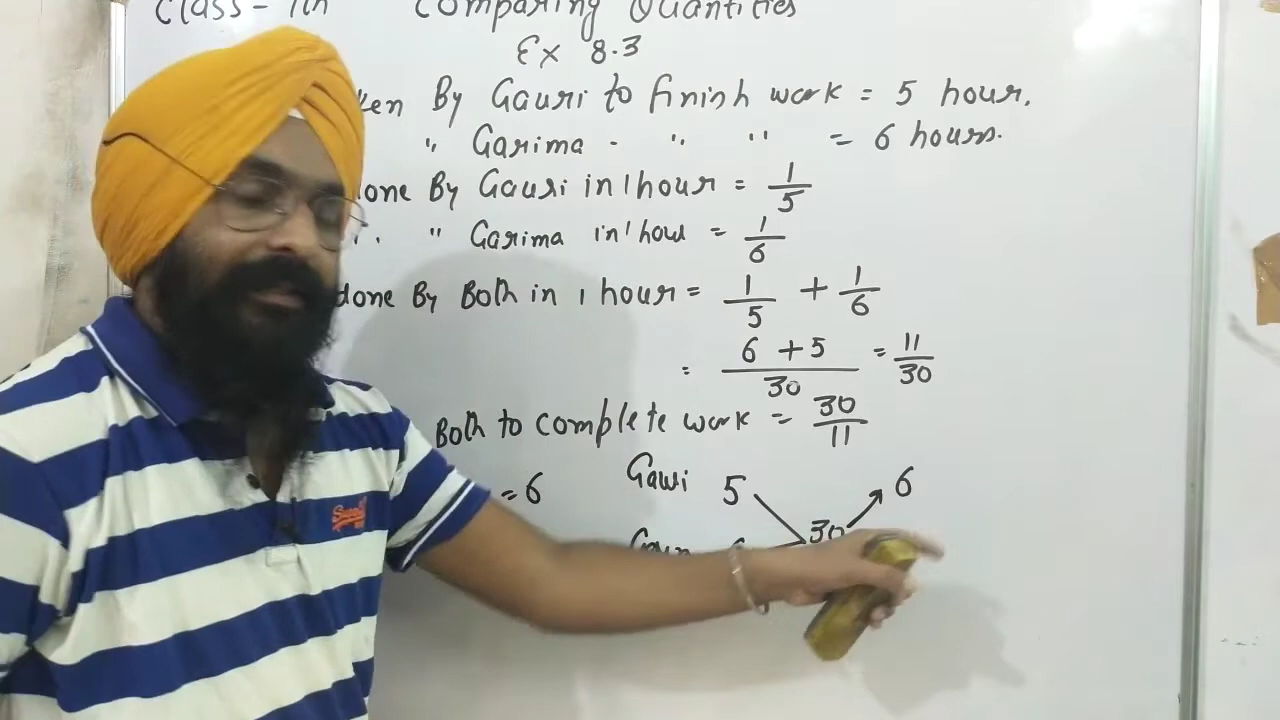 Class - 7th Comparing Quantities
Ex 8.3
ken By Gauri to finish work = 5 hour.
" Garima - " " = 6 hours.
done By Gauri in 1 hour = 1/5
" " Garima in 1 hour = 1/6
done By Both in 1 hour = 1/5 + 1/6
= 6 + 5 / 30 = 11/30
Both to complete work = 30/11
= 6 Gauri 5 30 6